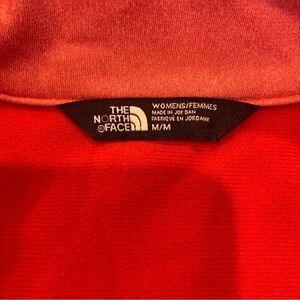 THE
NORTH
FACE
WOMENS/FEMMES
MADE IN JORDAN
FABRIQUÉ EN JORDANIE
M/M